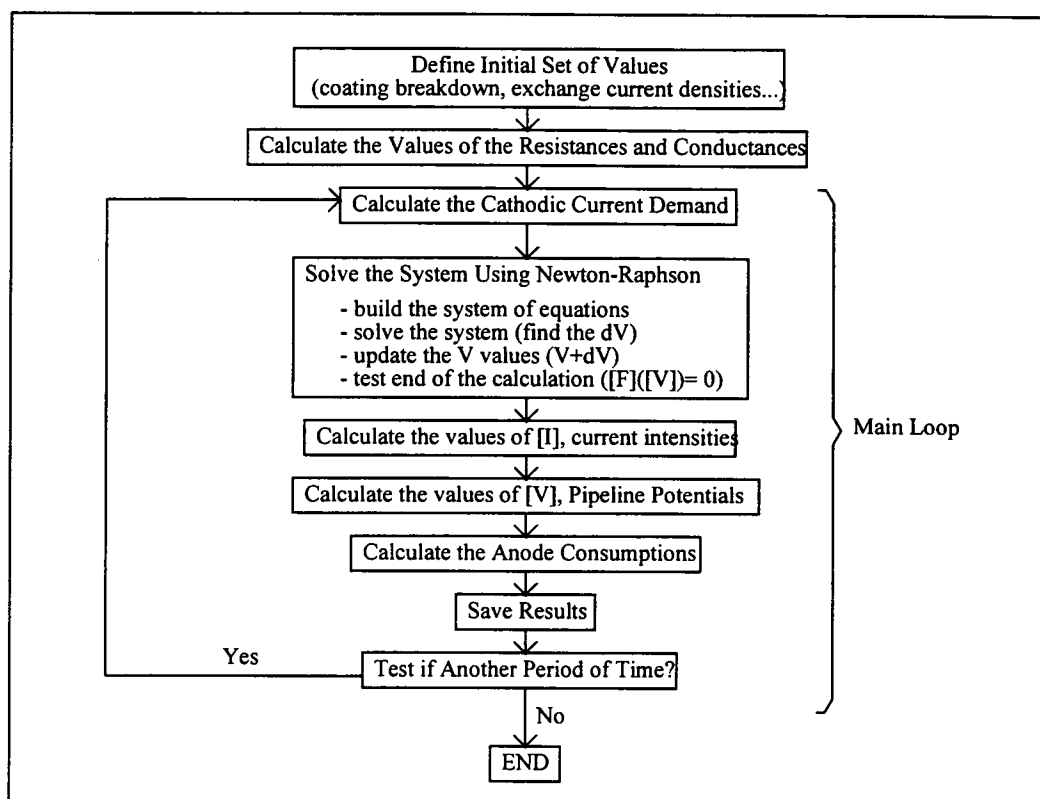 Define Initial Set of Values
(coating breakdown, exchange current densities...)
Calculate the Values of the Resistances and Conductances
Calculate the Cathodic Current Demand
Solve the System Using Newton-Raphson
- build the system of equations
- solve the system (find the dV)
- update the V values (V+dV)
- test end of the calculation ([F]([V])= 0)
Main Loop
Calculate the values of [I], current intensities
Calculate the values of [V], Pipeline Potentials
Calculate the Anode Consumptions
Save Results
Yes
Test if Another Period of Time?
No
END